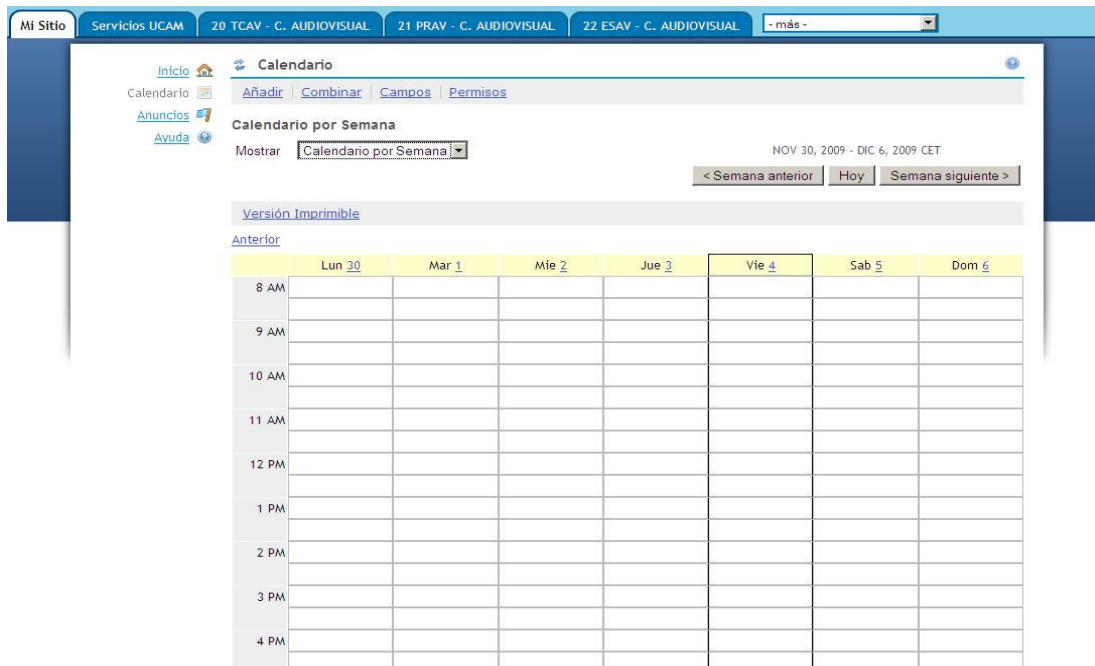 Mi Sitio Servicios UCAM 20 TCAV - C. AUDIOVISUAL 21 PRAV - C. AUDIOVISUAL 22 ESAV - C. AUDIOVISUAL - más -
Inicio
Calendario
Anuncios
Ayuda
Calendario
Añadir Combinar Campos Permisos
Calendario por Semana
Mostrar Calendario por Semana
NOV 30, 2009 - DIC 6, 2009 CET
< Semana anterior Hoy Semana siguiente >
Versión Imprimible
Anterior
Lun 30 Mar 1 Mie 2 Jue 3 Vie 4 Sab 5 Dom 6
8 AM
9 AM
10 AM
11 AM
12 PM
1 PM
2 PM
3 PM
4 PM